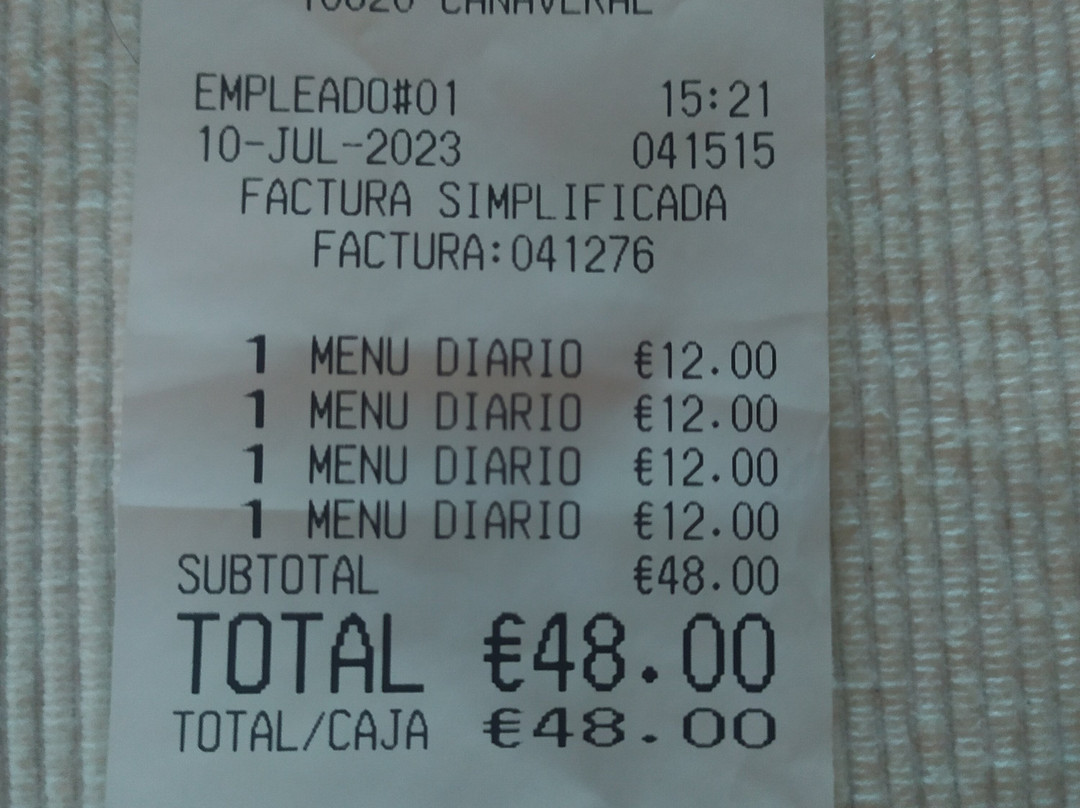 10820 CAÑAVERAL
EMPLEADO#01 15:21
10-JUL-2023 041515
FACTURA SIMPLIFICADA
FACTURA:041276
1 MENU DIARIO €12.00
1 MENU DIARIO €12.00
1 MENU DIARIO €12.00
1 MENU DIARIO €12.00
SUBTOTAL €48.00
TOTAL €48.00
TOTAL/CAJA €48.00